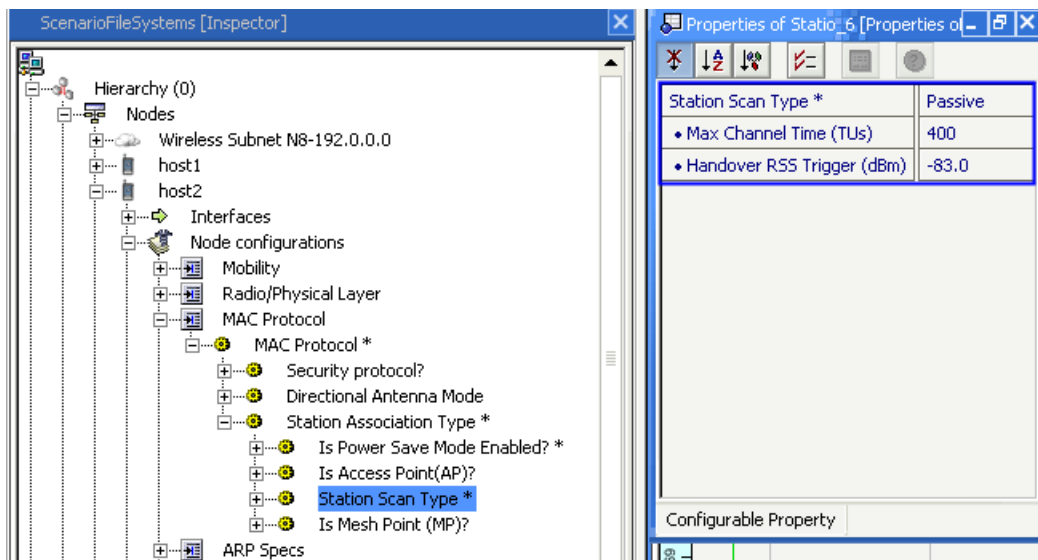 ScenarioFileSystems [Inspector]
Hierarchy (0)
Nodes
Wireless Subnet N8-192.0.0.0
host1
host2
Interfaces
Node configurations
Mobility
Radio/Physical Layer
MAC Protocol
MAC Protocol *
Security protocol?
Directional Antenna Mode
Station Association Type *
Is Power Save Mode Enabled? *
Is Access Point(AP)?
Station Scan Type *
Is Mesh Point (MP)?
ARP Specs
Properties of Statio_6 [Properties of
Station Scan Type * Passive
• Max Channel Time (TUs) 400
• Handover RSS Trigger (dBm) -83.0
Configurable Property